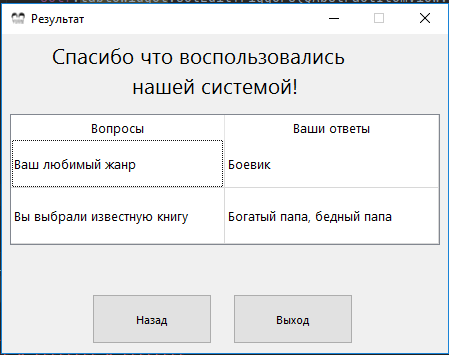 Результат
Спасибо что воспользовались
нашей системой!
Вопросы Ваши ответы
Ваш любимый жанр Боевик
Вы выбрали известную книгу Богатый папа, бедный папа
Назад Выход